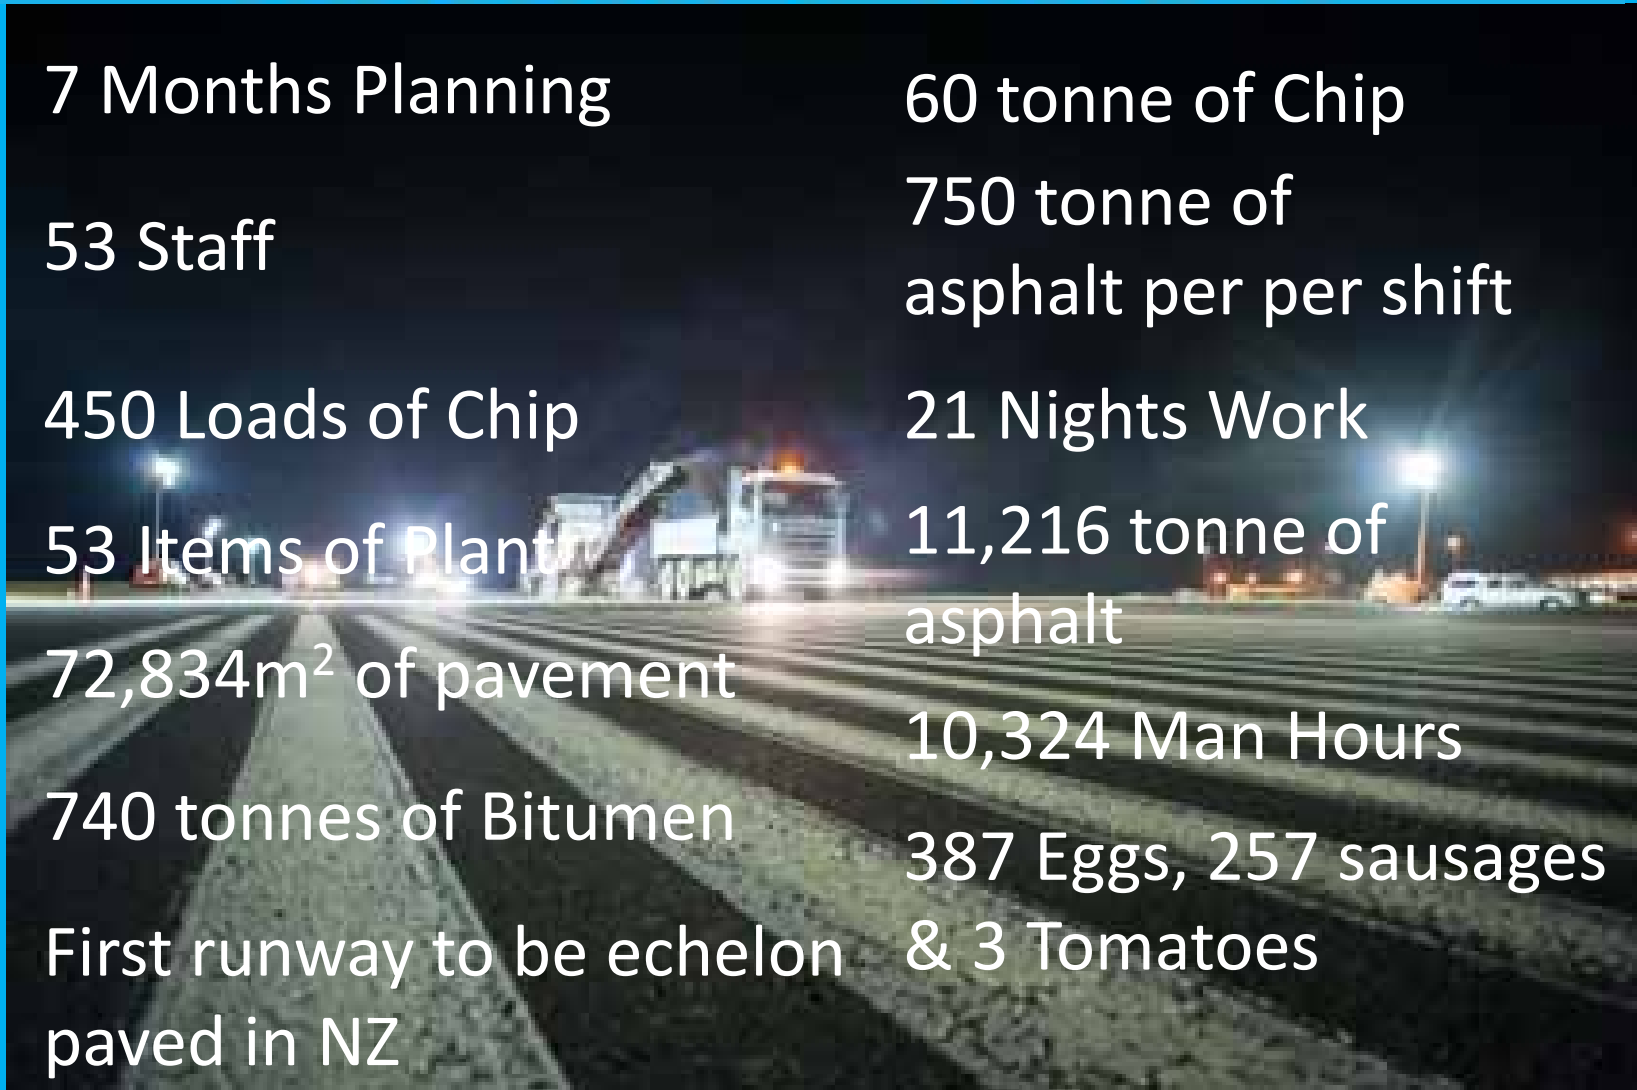 7 Months Planning
53 Staff
450 Loads of Chip
53 Items of Plant
72,834m² of pavement
740 tonnes of Bitumen
First runway to be echelon
paved in NZ
60 tonne of Chip
750 tonne of
asphalt per per shift
21 Nights Work
11,216 tonne of
asphalt
10,324 Man Hours
387 Eggs, 257 sausages
& 3 Tomatoes